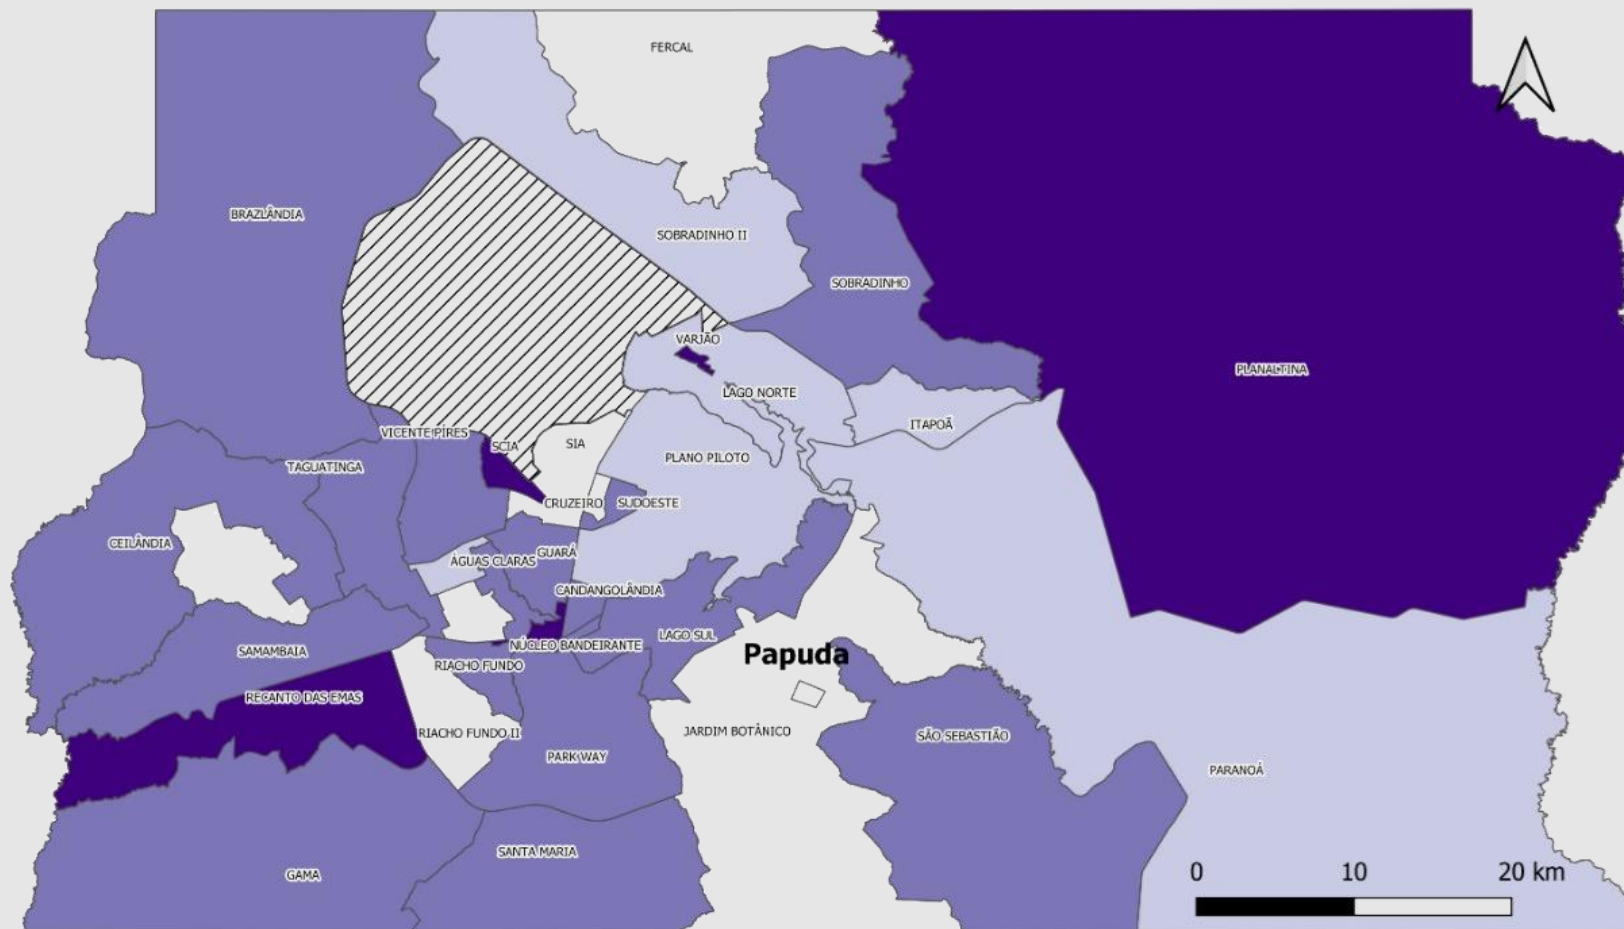 FERCAL
BRAZLÂNDIA
SOBRADINHO II
SOBRADINHO
VARJÃO
PLANALTINA
LAGO NORTE
ITAPOÃ
VICENTE PIRES
SCIA
SIA
PLANO PILOTO
TAGUATINGA
CRUZEIRO
SUDOESTE
CEILÂNDIA
ÁGUAS CLARAS
GUARÁ
CANDANGOLÂNDIA
LAGO SUL
NÚCLEO BANDEIRANTE
SAMAMBAIA
Papuda
RIACHO FUNDO
RECANTO DAS EMAS
RIACHO FUNDO II
JARDIM BOTÂNICO
SÃO SEBASTIÃO
PARK WAY
PARANOÁ
SANTA MARIA
GAMA
0 10 20 km